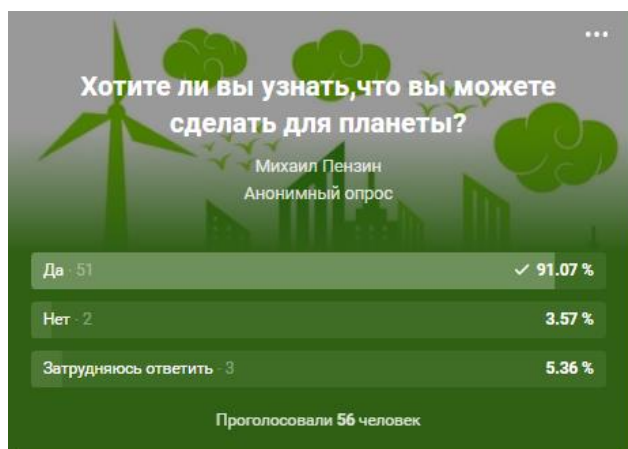 Хотите ли вы узнать,что вы можете
сделать для планеты?
Михаил Пензин
Анонимный опрос
Да · 51 91.07 %
Нет · 2 3.57 %
Затрудняюсь ответить · 3 5.36 %
Проголосовали 56 человек